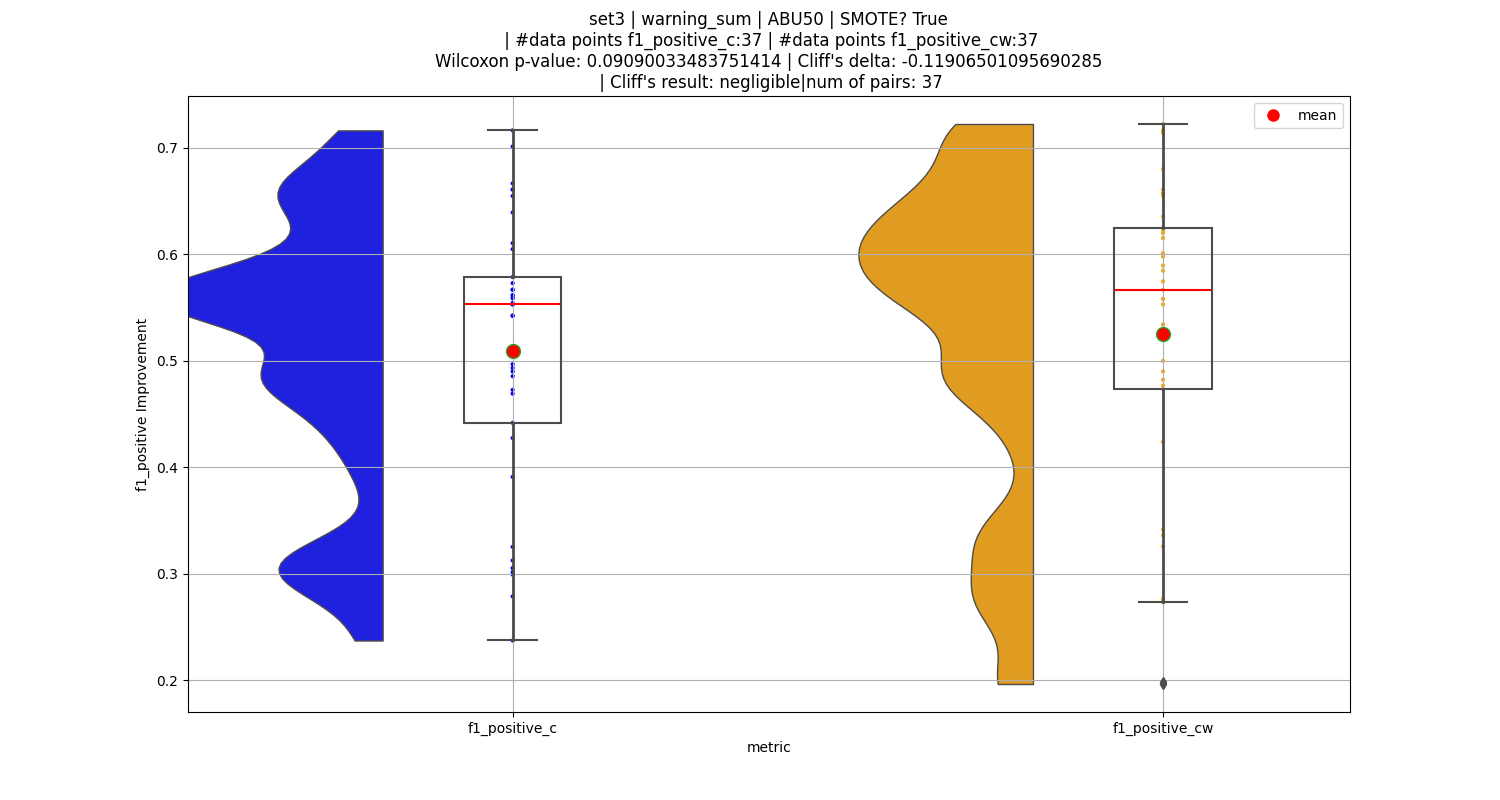 set3 | warning_sum | ABU50 | SMOTE? True
| #data points f1_positive_c:37 | #data points f1_positive_cw:37
Wilcoxon p-value: 0.09090033483751414 | Cliff's delta: -0.11906501095690285
| Cliff's result: negligible|num of pairs: 37
mean
0.7
0.6
0.5
0.4
0.3
0.2
f1_positive Improvement
f1_positive_c
f1_positive_cw
metric